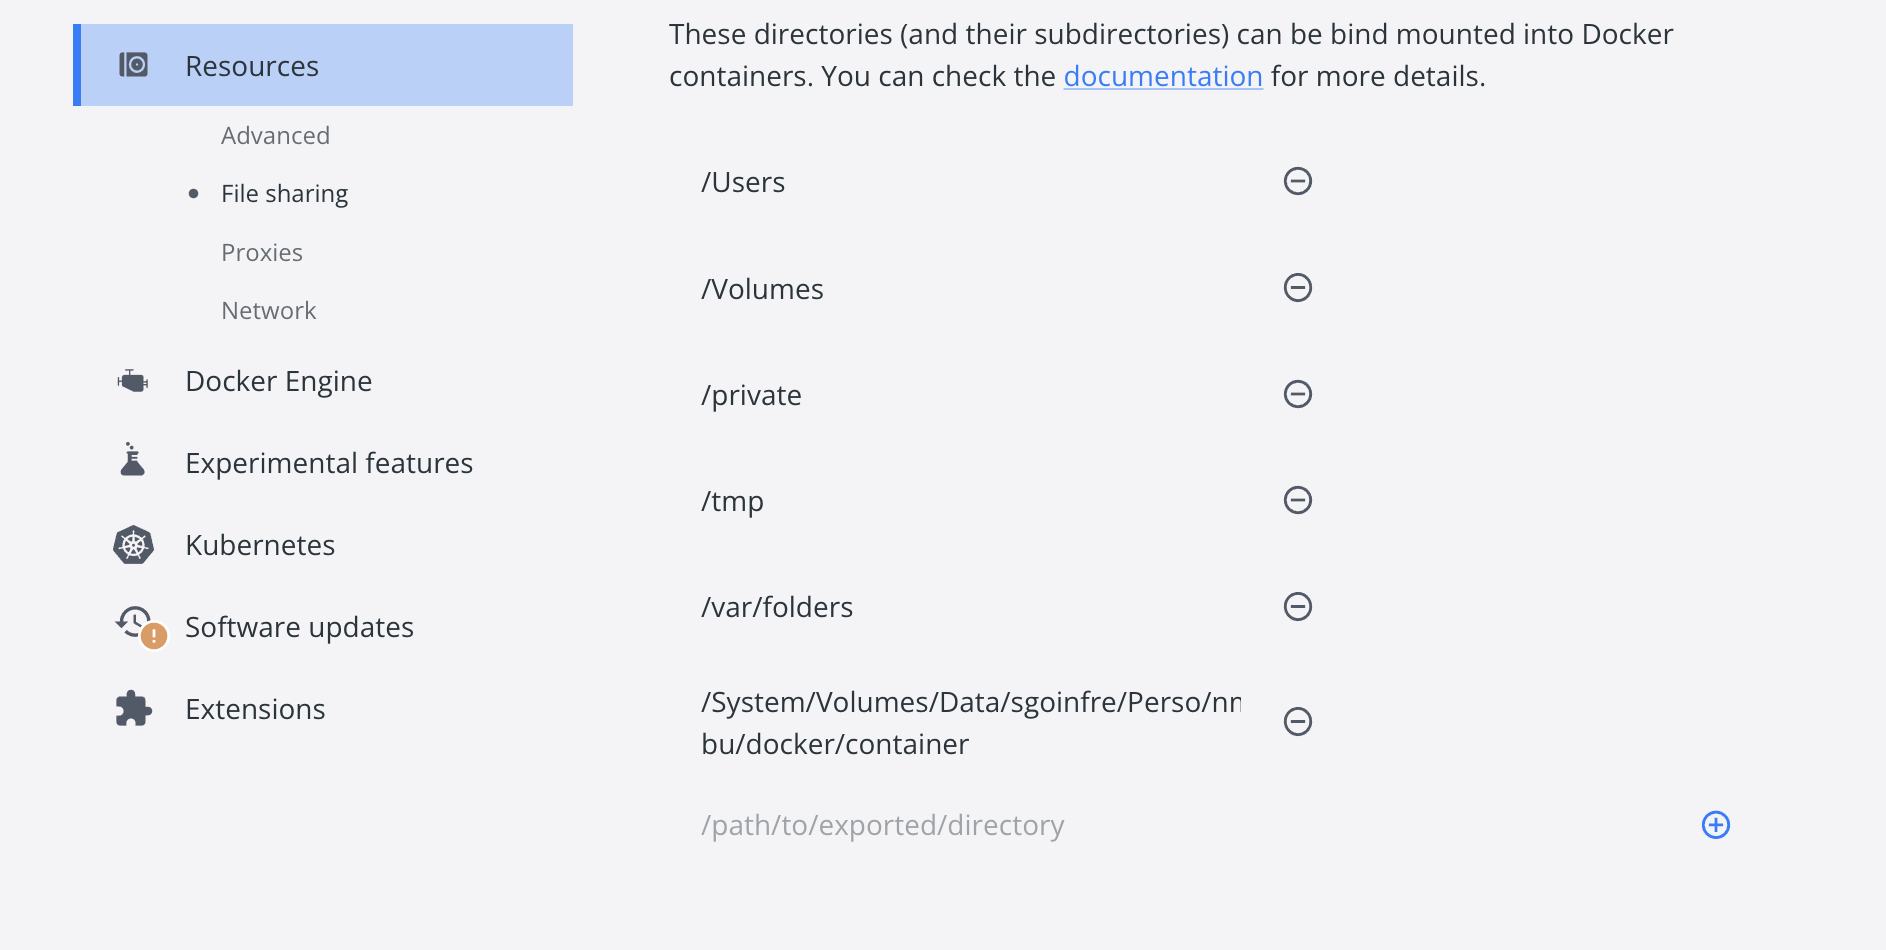 Resources
Advanced
File sharing
Proxies
Network
Docker Engine
Experimental features
Kubernetes
Software updates
Extensions
These directories (and their subdirectories) can be bind mounted into Docker
containers. You can check the documentation for more details.
/Users
/Volumes
/private
/tmp
/var/folders
/System/Volumes/Data/sgoinfre/Perso/
bu/docker/container
/path/to/exported/directory